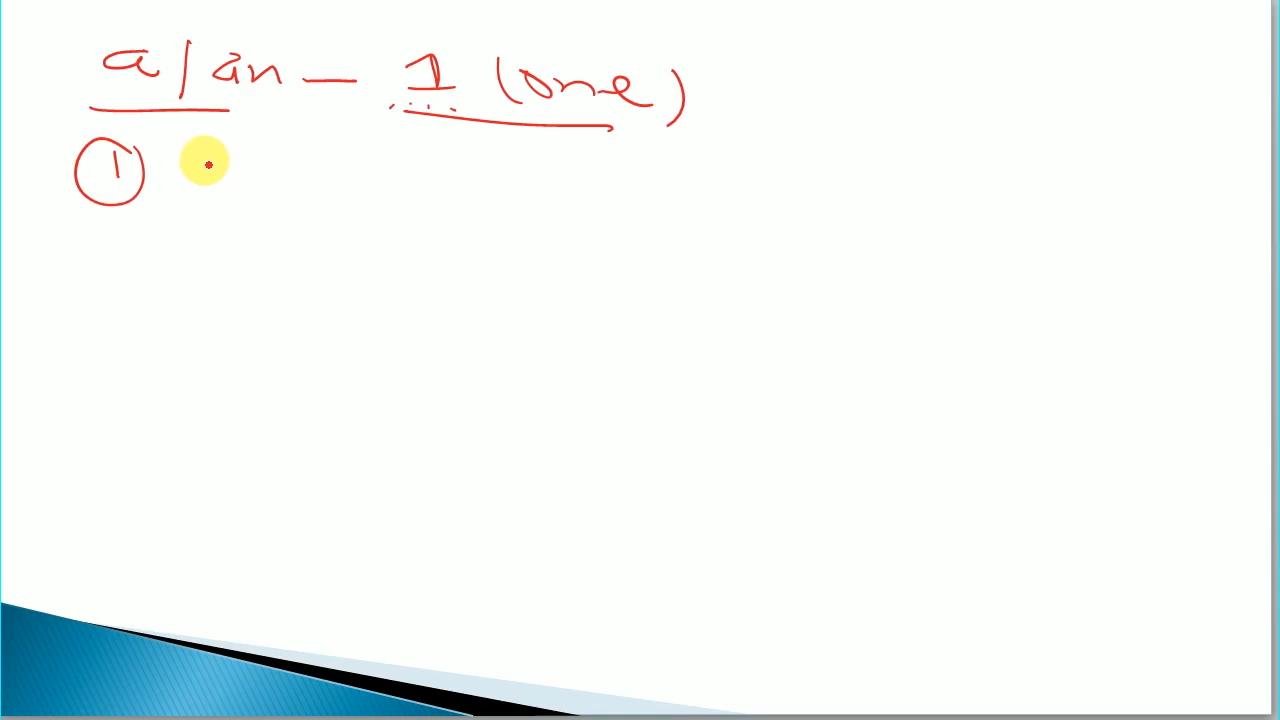 a/an — 1 (one)
1